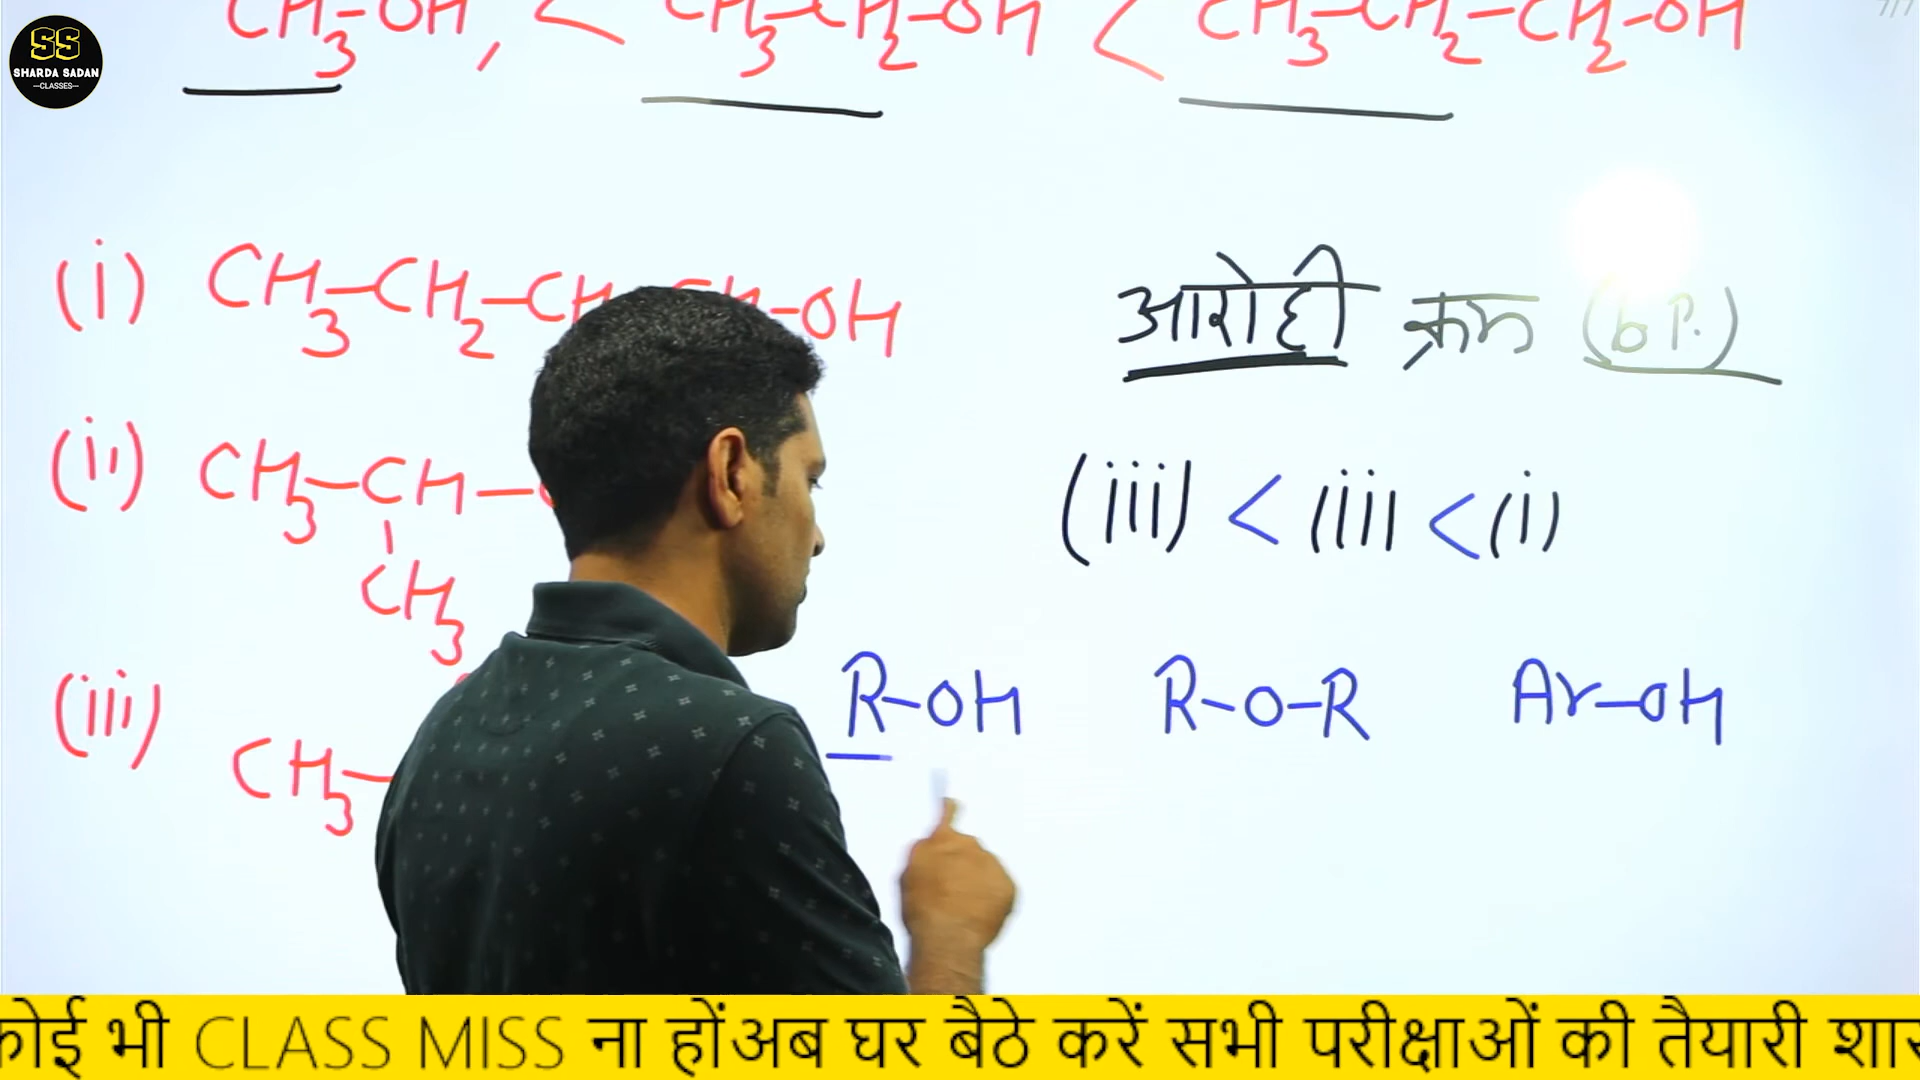 SS
SHARDA SADAN
—CLASSES—
CH3-OH, < CH3-CH2-OH < CH3-CH2-CH2-OH
(i) CH3-CH2-CH -OH
आरोही क्रम (b P.)
(ii) CH3-CH-
CH3
(iii) < (ii) < (i)
(iii)
CH3-
R-OH R-O-R Ar-OH
कोई भी CLASS MISS ना होंअब घर बैठे करें सभी परीक्षाओं की तैयारी